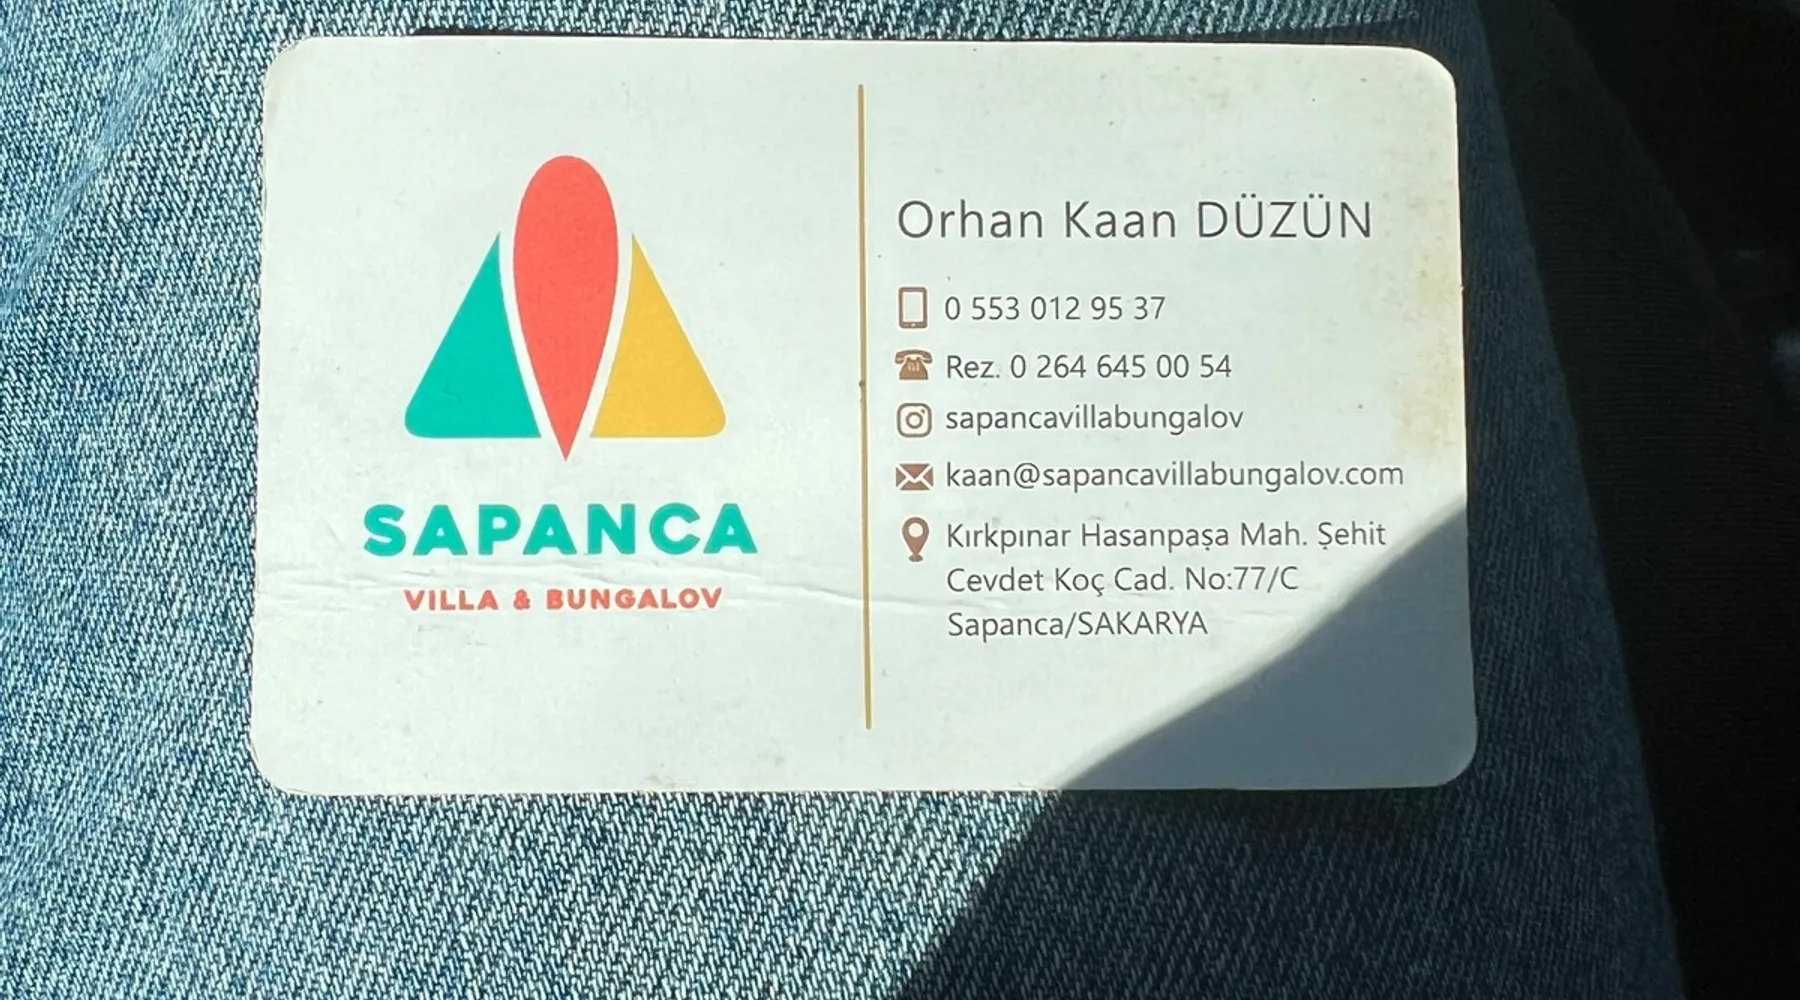 SAPANCA
VILLA & BUNGALOV
Orhan Kaan DÜZÜN
0 553 012 95 37
Rez. 0 264 645 00 54
sapancavillabungalov
kaan@sapancavillabungalov.com
Kırkpınar Hasanpaşa Mah. Şehit
Cevdet Koç Cad. No:77/C
Sapanca/SAKARYA